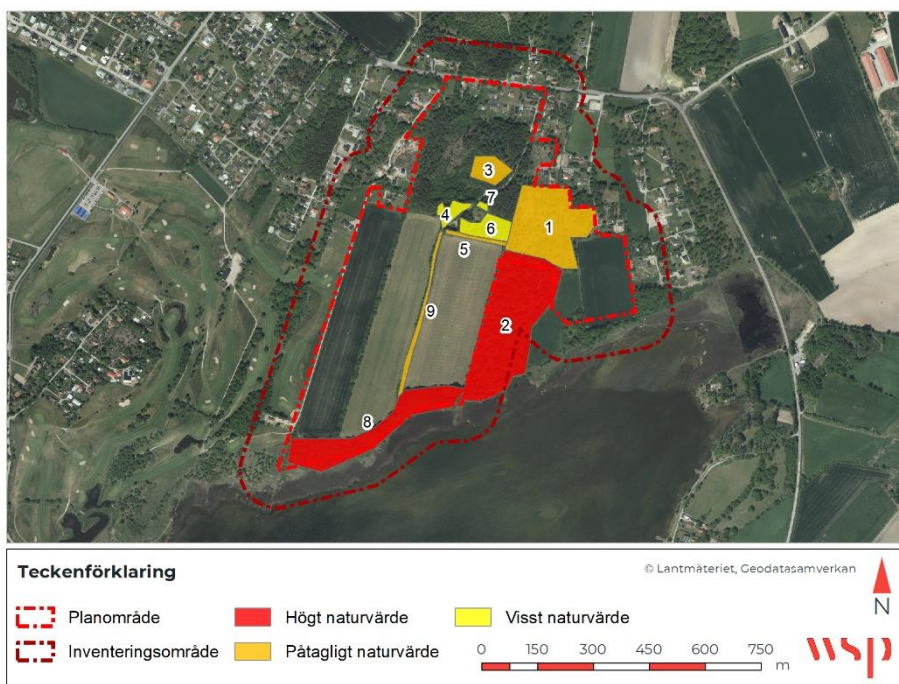 3
7
4
6
1
5
9
2
8
Teckenförklaring
© Lantmäteriet, Geodatasamverkan
Planområde
Högt naturvärde
Visst naturvärde
N
Inventeringsområde
Påtagligt naturvärde
0 150 300 450 600 750
m
wsp